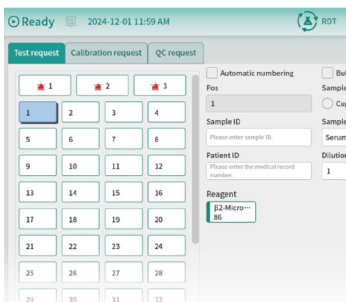 Ready 2024-12-01 11:59 AM RDT
Test request Calibration request QC request
1 2 3
1 2 3 4
5 6 7 8
9 10 11 12
13 14 15 16
17 18 19 20
21 22 23 24
25 26 27 28
29 30 31 32
Automatic numbering
Pos
1
Sample ID
Please enter sample ID.
Patient ID
Please enter the medical record
number.
Reagent
β2-Micro···
86
Sample
Sample
Serum
Dilution
1